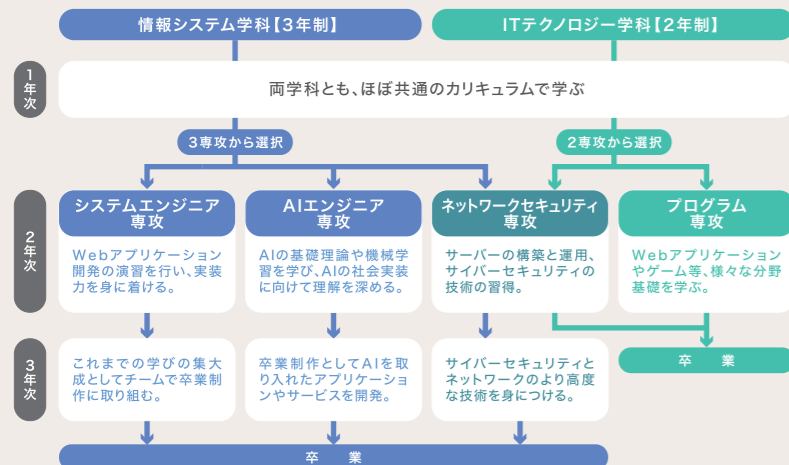 情報システム学科【3年制】
ITテクノロジー学科【2年制】
1年次
両学科とも、ほぼ共通のカリキュラムで学ぶ
3専攻から選択
2専攻から選択
2年次
システムエンジニア
専攻
Webアプリケーション
開発の演習を行い、実装
力を身に着ける。
AIエンジニア
専攻
AIの基礎理論や機械学
習を学び、AIの社会実装
に向けて理解を深める。
ネットワークセキュリティ
専攻
サーバーの構築と運用、
サイバーセキュリティの
技術の習得。
プログラム
専攻
Webアプリケーション
やゲーム等、様々な分野
基礎を学ぶ。
3年次
これまでの学びの集大
成としてチームで卒業制
作に取り組む。
卒業制作としてAIを取
り入れたアプリケーショ
ンやサービスを開発。
サイバーセキュリティと
ネットワークのより高度
な技術を身につける。
卒 業
卒 業